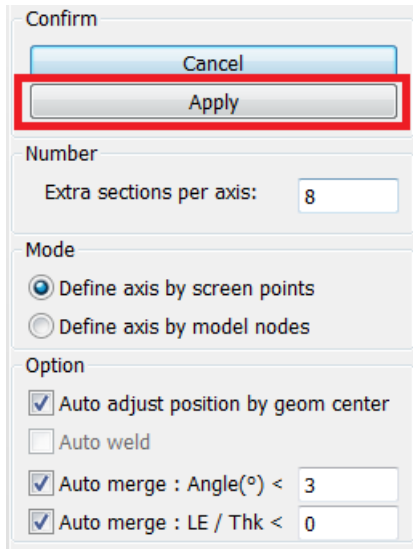 Confirm
Cancel
Apply
Number
Extra sections per axis: 8
Mode
Define axis by screen points
Define axis by model nodes
Option
Auto adjust position by geom center
Auto weld
Auto merge : Angle(°) < 3
Auto merge : LE / Thk < 0